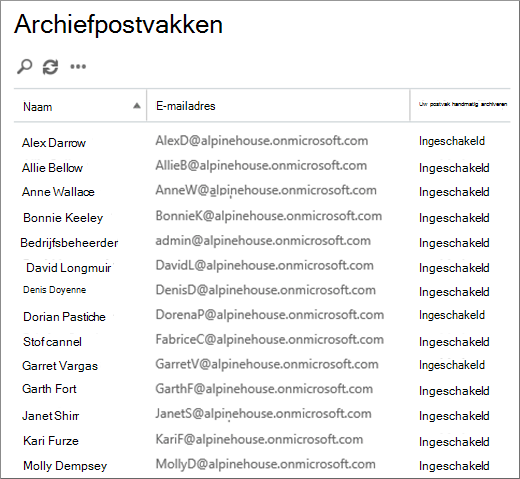 Archiefpostvakken
Naam E-mailadres Uw postvak handmatig archiveren
Alex Darrow AlexD@alpinehouse.onmicrosoft.com Ingeschakeld
Allie Bellow AllieB@alpinehouse.onmicrosoft.com Ingeschakeld
Anne Wallace AnneW@alpinehouse.onmicrosoft.com Ingeschakeld
Bonnie Keeley BonnieK@alpinehouse.onmicrosoft.com Ingeschakeld
Bedrijfsbeheerder admin@alpinehouse.onmicrosoft.com Ingeschakeld
David Longmuir DavidL@alpinehouse.onmicrosoft.com Ingeschakeld
Denis Doyenne DenisD@alpinehouse.onmicrosoft.com Ingeschakeld
Dorian Pastiche DorenaP@alpinehouse.onmicrosoft.com Ingeschakeld
Stofcannel FabriceC@alpinehouse.onmicrosoft.com Ingeschakeld
Garret Vargas GarretV@alpinehouse.onmicrosoft.com Ingeschakeld
Garth Fort GarthF@alpinehouse.onmicrosoft.com Ingeschakeld
Janet Shirr JanetS@alpinehouse.onmicrosoft.com Ingeschakeld
Kari Furze KariF@alpinehouse.onmicrosoft.com Ingeschakeld
Molly Dempsey MollyD@alpinehouse.onmicrosoft.com Ingeschakeld